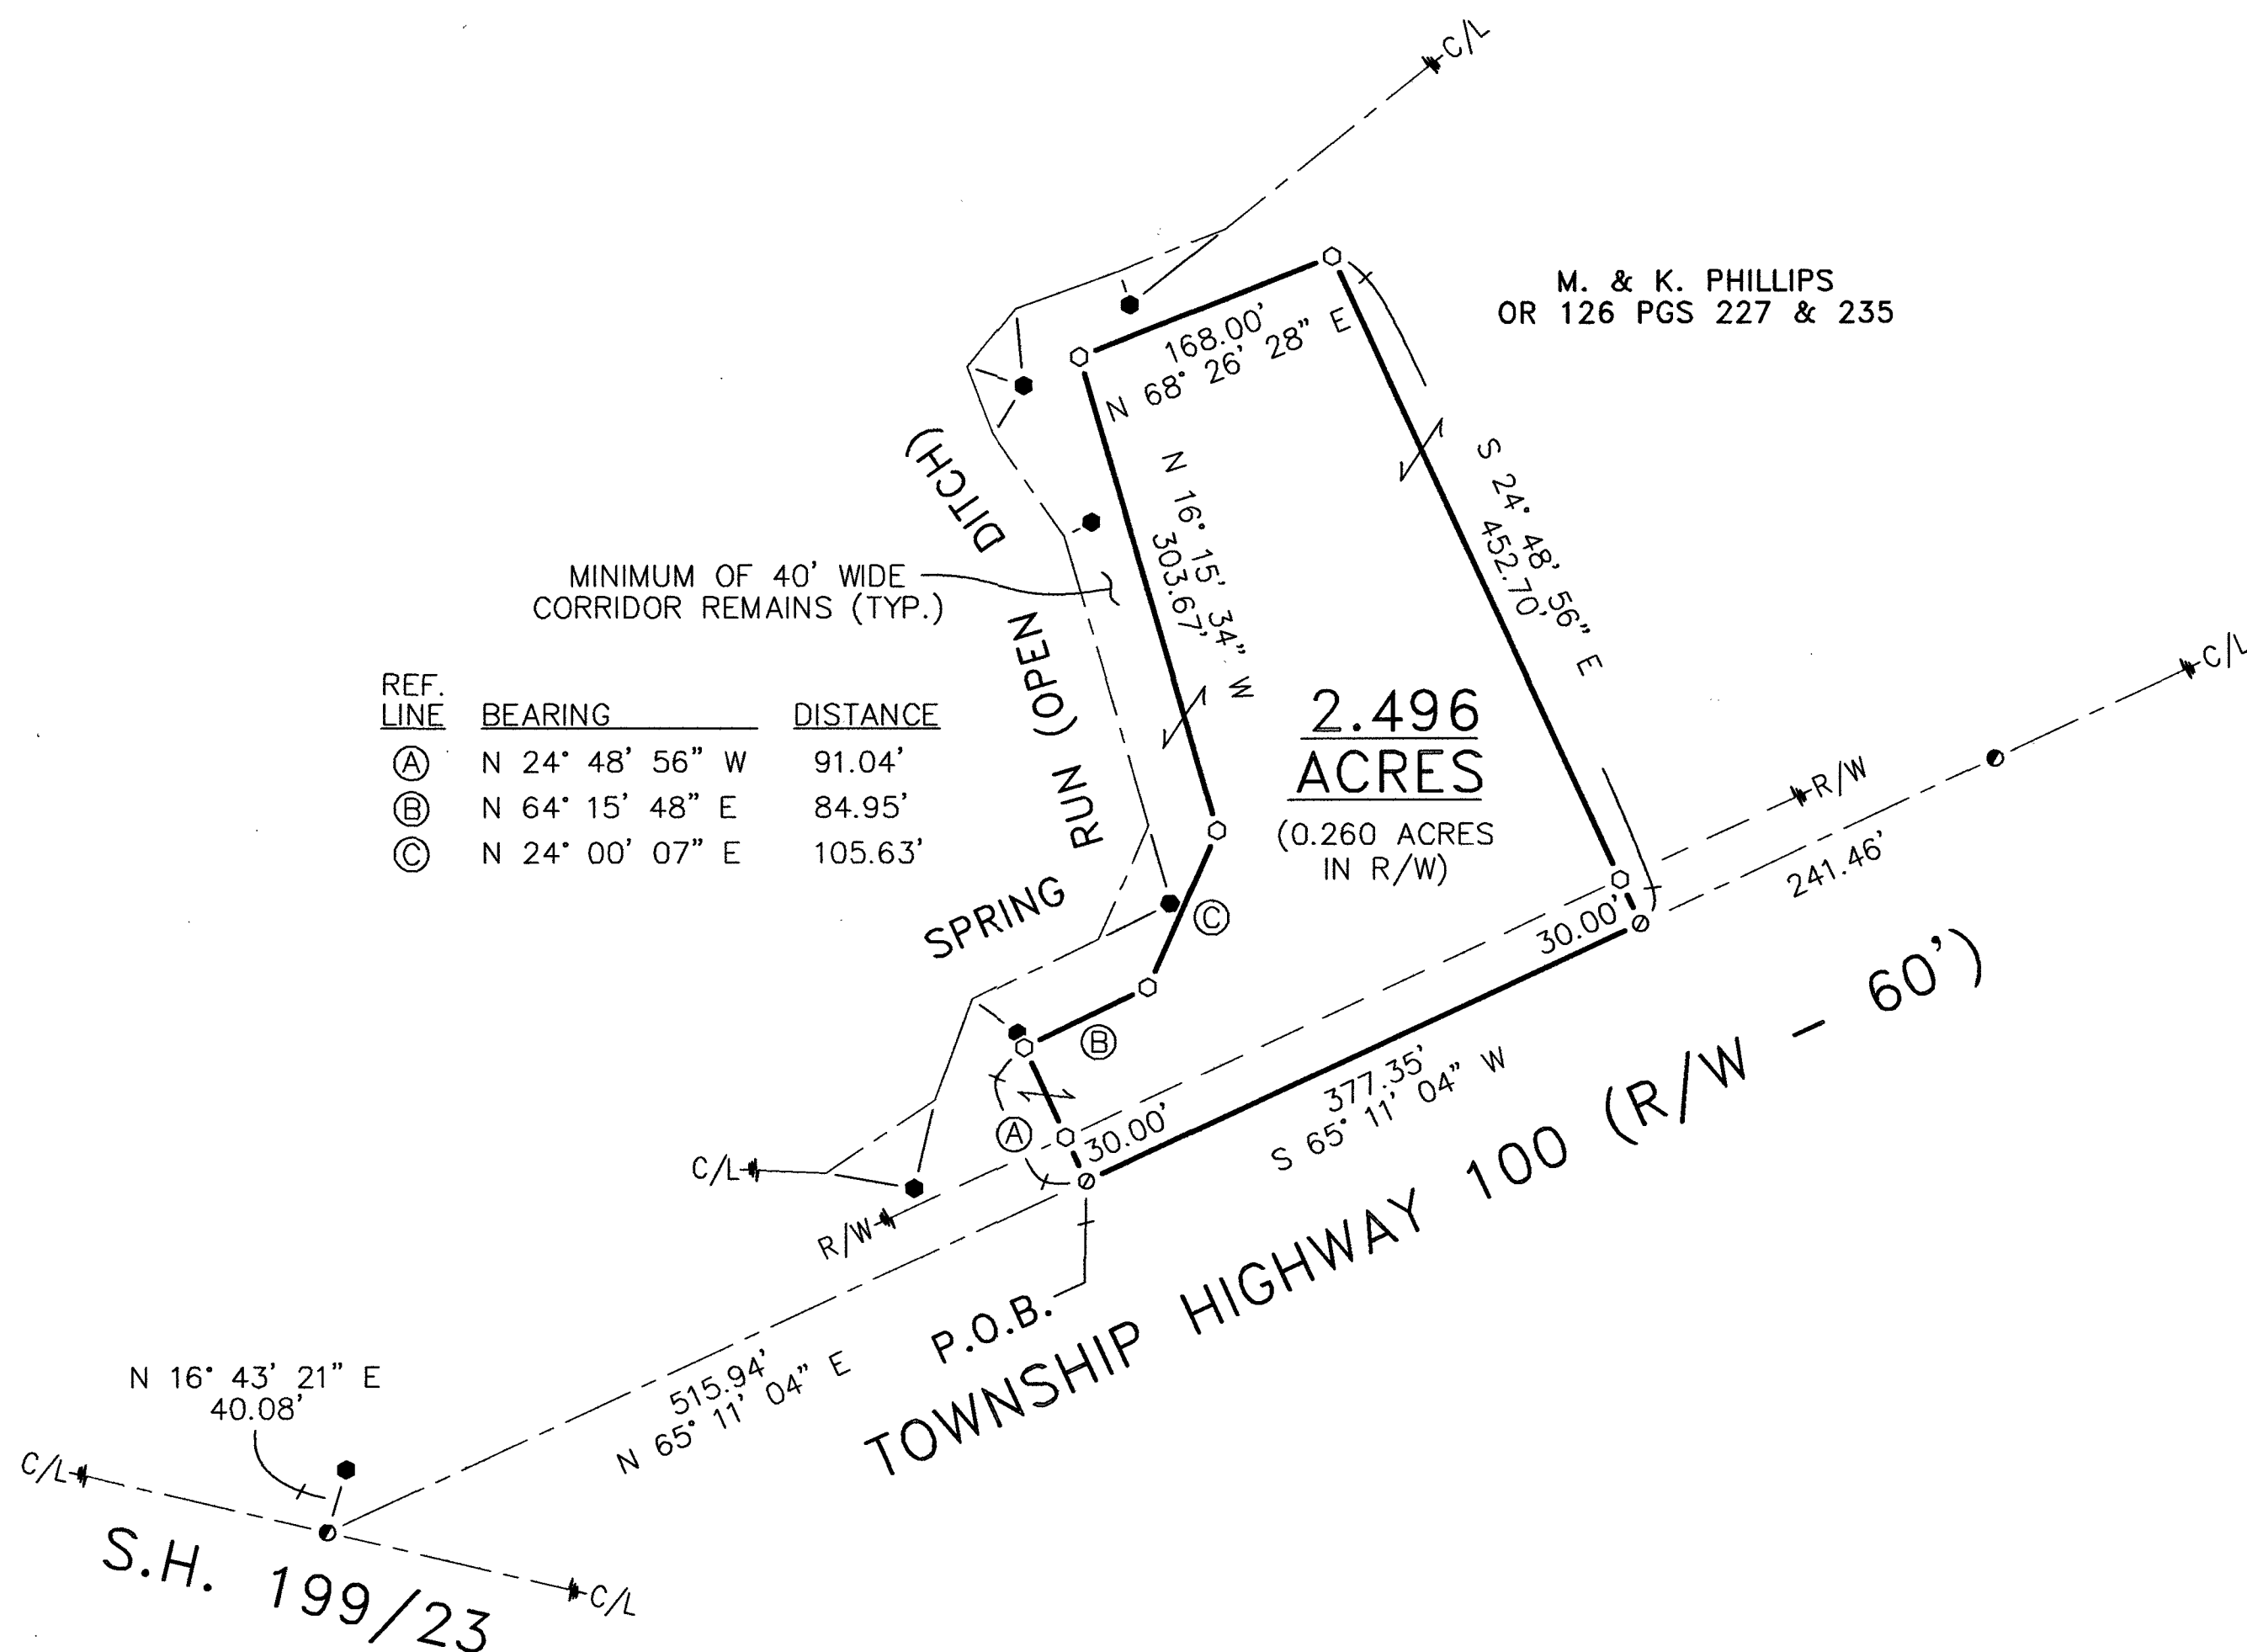 C/L
M. & K. PHILLIPS
OR 126 PGS 227 & 235
168.00'
N 68° 26' 28" E
N 16° 15' 34" W
303.67'
S 24° 48' 56" E
452.70'
SPRING RUN (OPEN DITCH)
MINIMUM OF 40' WIDE
CORRIDOR REMAINS (TYP.)
REF.
LINE BEARING DISTANCE
A N 24° 48' 56" W 91.04'
B N 64° 15' 48" E 84.95'
C N 24° 00' 07" E 105.63'
2.496
ACRES
(0.260 ACRES
IN R/W)
C/L
R/W
241.46'
30.00'
C
B
A
30.00'
377.35'
S 65° 11' 04" W
C/L
R/W
P.O.B.
TOWNSHIP HIGHWAY 100 (R/W - 60')
515.94'
N 65° 11' 04" E
N 16° 43' 21" E
40.08'
C/L
S.H. 199/23
C/L